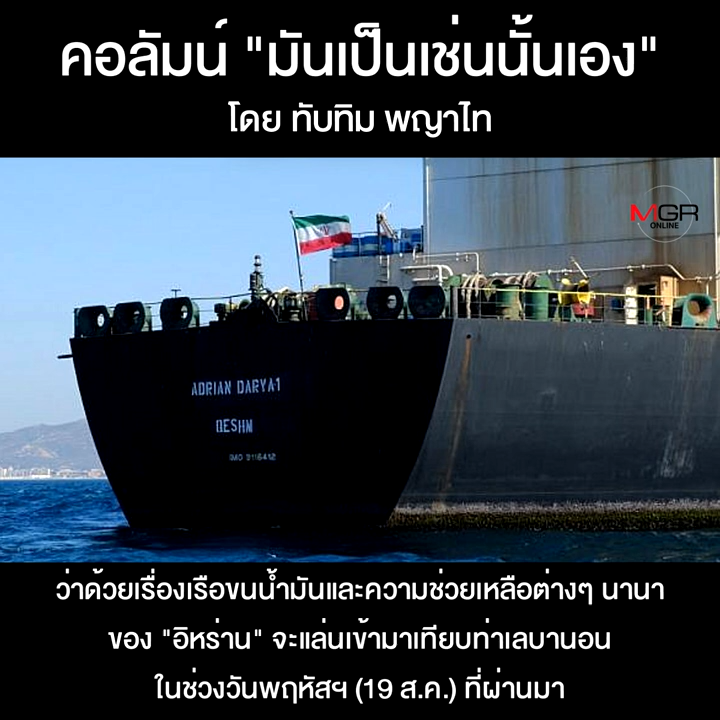 คอลัมน์ "มันเป็นเช่นนั้นเอง"
โดย ทับทิม พญาไท
MGR
ONLINE
ADRIAN DARYA-1
QESHM
IMO 9116412
ว่าด้วยเรื่องเรือขนน้ำมันและความช่วยเหลือต่างๆ นานา
ของ "อิหร่าน" จะแล่นเข้ามาเทียบท่าเลบานอน
ในช่วงวันพฤหัสฯ (19 ส.ค.) ที่ผ่านมา